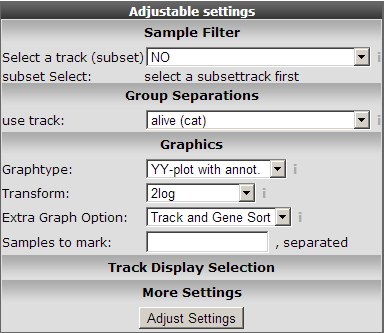 Adjustable settings
Sample Filter
Select a track (subset) NO i
subset Select: select a subsettrack first
Group Separations
use track: alive (cat) i
Graphics
Graphtype: YY-plot with annot. i
Transform: 2log i
Extra Graph Option: Track and Gene Sort i
Samples to mark: , separated
Track Display Selection
More Settings
Adjust Settings